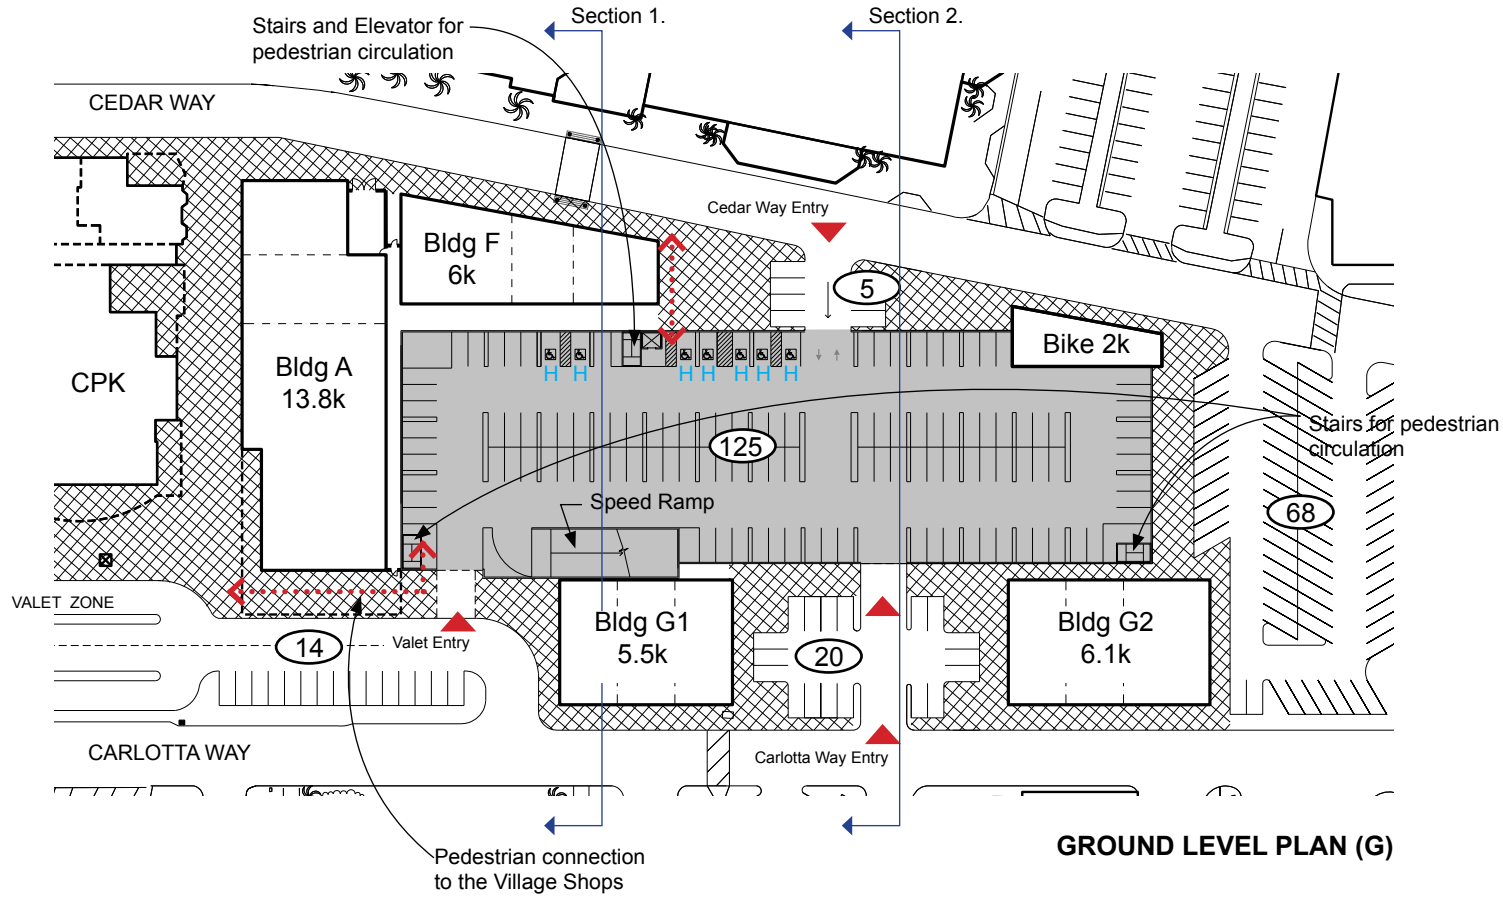 Section 1.
Section 2.
Stairs and Elevator for
pedestrian circulation
CEDAR WAY
Cedar Way Entry
Bldg F
6k
5
Bldg A
13.8k
CPK
Bike 2k
H H H H H H H
125
Stairs for pedestrian
circulation
Speed Ramp
68
VALET ZONE
14
Valet Entry
Bldg G1
5.5k
20
Bldg G2
6.1k
CARLOTTA WAY
Carlotta Way Entry
GROUND LEVEL PLAN (G)
Pedestrian connection
to the Village Shops